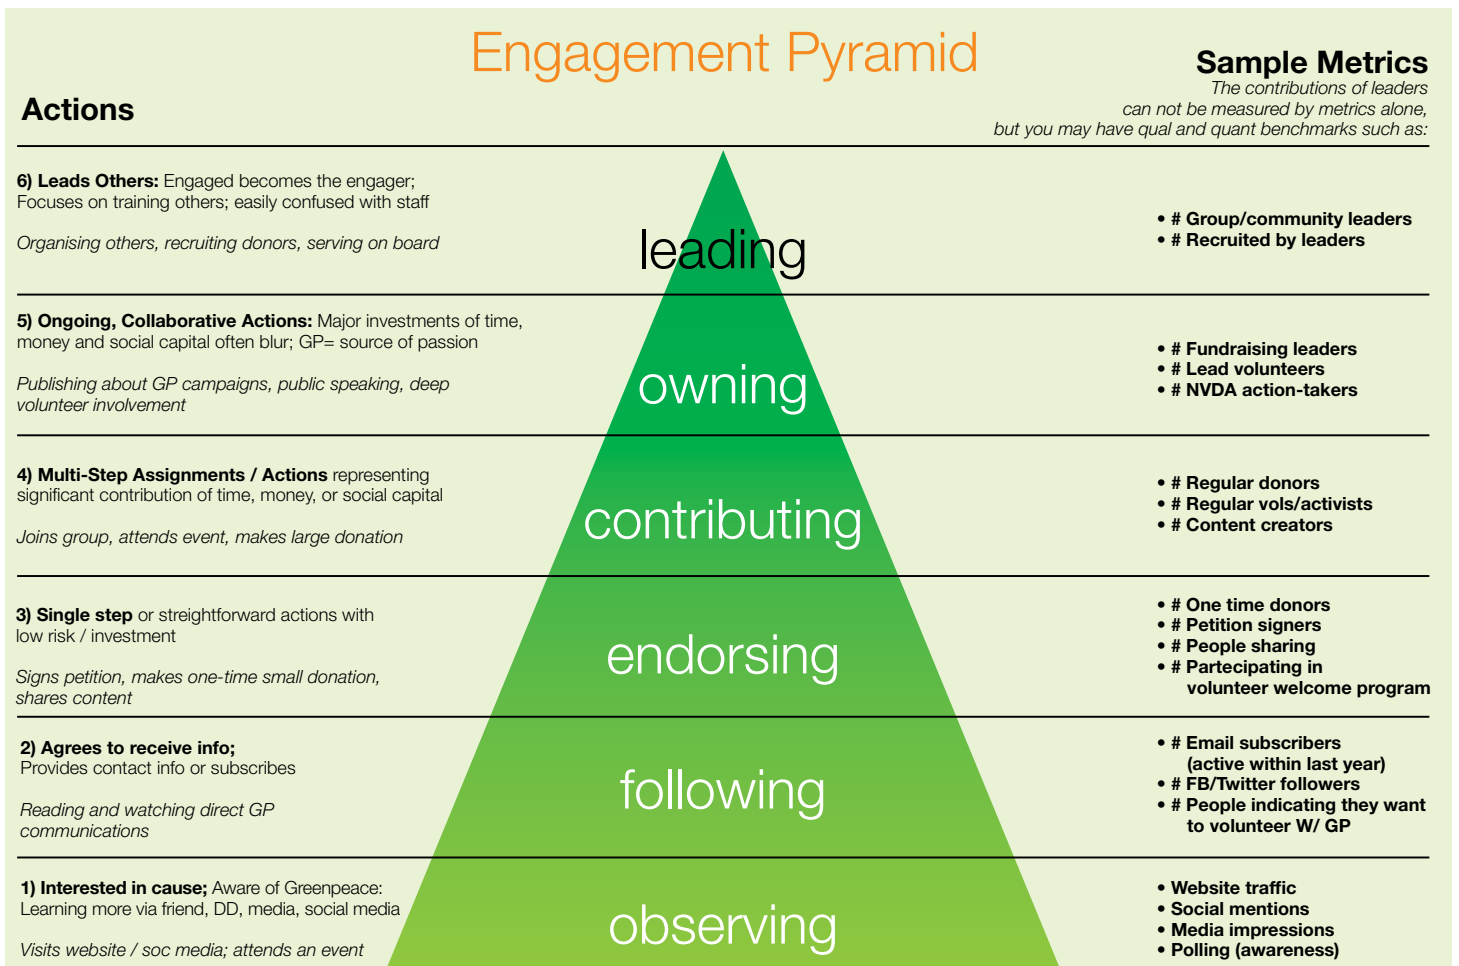 Engagement Pyramid
Actions
Sample Metrics
The contributions of leaders
can not be measured by metrics alone,
but you may have qual and quant benchmarks such as:
6) Leads Others: Engaged becomes the engager;
Focuses on training others; easily confused with staff
Organising others, recruiting donors, serving on board
leading
• # Group/community leaders
• # Recruited by leaders
5) Ongoing, Collaborative Actions: Major investments of time,
money and social capital often blur; GP= source of passion
Publishing about GP campaigns, public speaking, deep
volunteer involvement
owning
• # Fundraising leaders
• # Lead volunteers
• # NVDA action-takers
4) Multi-Step Assignments / Actions representing
significant contribution of time, money, or social capital
Joins group, attends event, makes large donation
contributing
• # Regular donors
• # Regular vols/activists
• # Content creators
3) Single step or streightforward actions with
low risk / investment
Signs petition, makes one-time small donation,
shares content
endorsing
• # One time donors
• # Petition signers
• # People sharing
• # Partecipating in
volunteer welcome program
2) Agrees to receive info;
Provides contact info or subscribes
Reading and watching direct GP
communications
following
• # Email subscribers
(active within last year)
• # FB/Twitter followers
• # People indicating they want
to volunteer W/ GP
1) Interested in cause; Aware of Greenpeace:
Learning more via friend, DD, media, social media
Visits website / soc media; attends an event
observing
• Website traffic
• Social mentions
• Media impressions
• Polling (awareness)